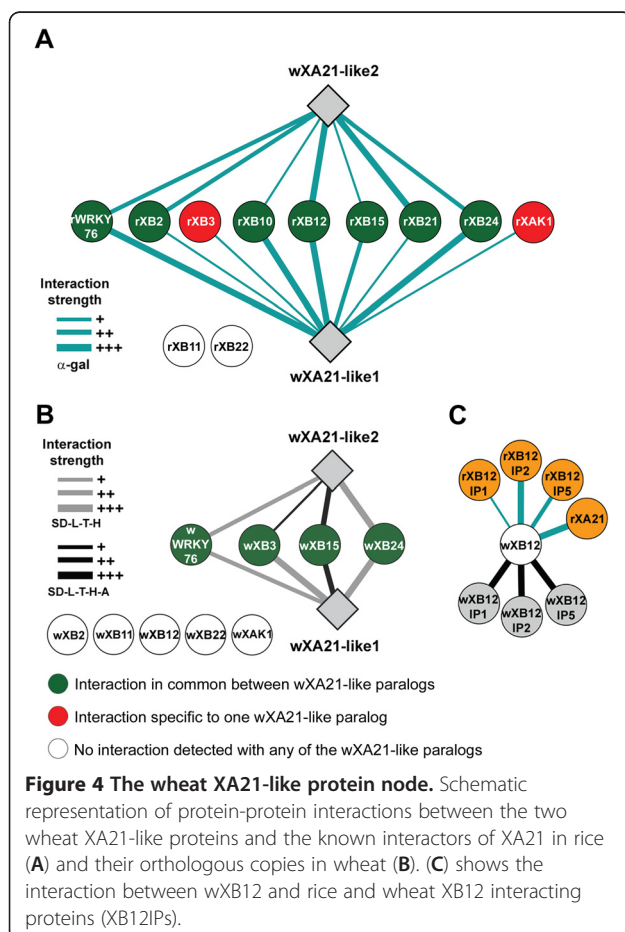 A
wXA21-like2
rWRKY
76
rXB2
rXB3
rXB10
rXB12
rXB15
rXB21
rXB24
rXAK1
Interaction
strength
+
++
+++
α-gal
rXB11
rXB22
wXA21-like1
B
Interaction
strength
+
++
+++
SD-L-T-H
+
++
+++
SD-L-T-H-A
wXA21-like2
w
WRKY
76
wXB3
wXB15
wXB24
wXA21-like1
wXB2
wXB11
wXB12
wXB22
wXAK1
C
rXB12
IP1
rXB12
IP2
rXB12
IP5
rXA21
wXB12
wXB12
IP1
wXB12
IP2
wXB12
IP5
Interaction in common between wXA21-like paralogs
Interaction specific to one wXA21-like paralog
No interaction detected with any of the wXA21-like paralogs
Figure 4 The wheat XA21-like protein node. Schematic
representation of protein-protein interactions between the two
wheat XA21-like proteins and the known interactors of XA21 in rice
(A) and their orthologous copies in wheat (B). (C) shows the
interaction between wXB12 and rice and wheat XB12 interacting
proteins (XB12IPs).